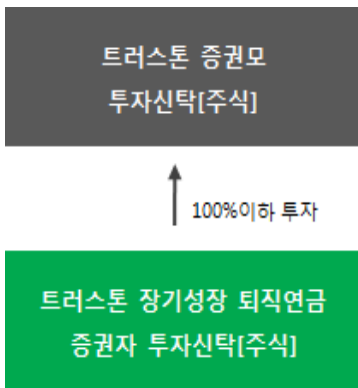 트러스톤 증권모
투자신탁[주식]
100%이하 투자
트러스톤 장기성장 퇴직연금
증권자 투자신탁[주식]